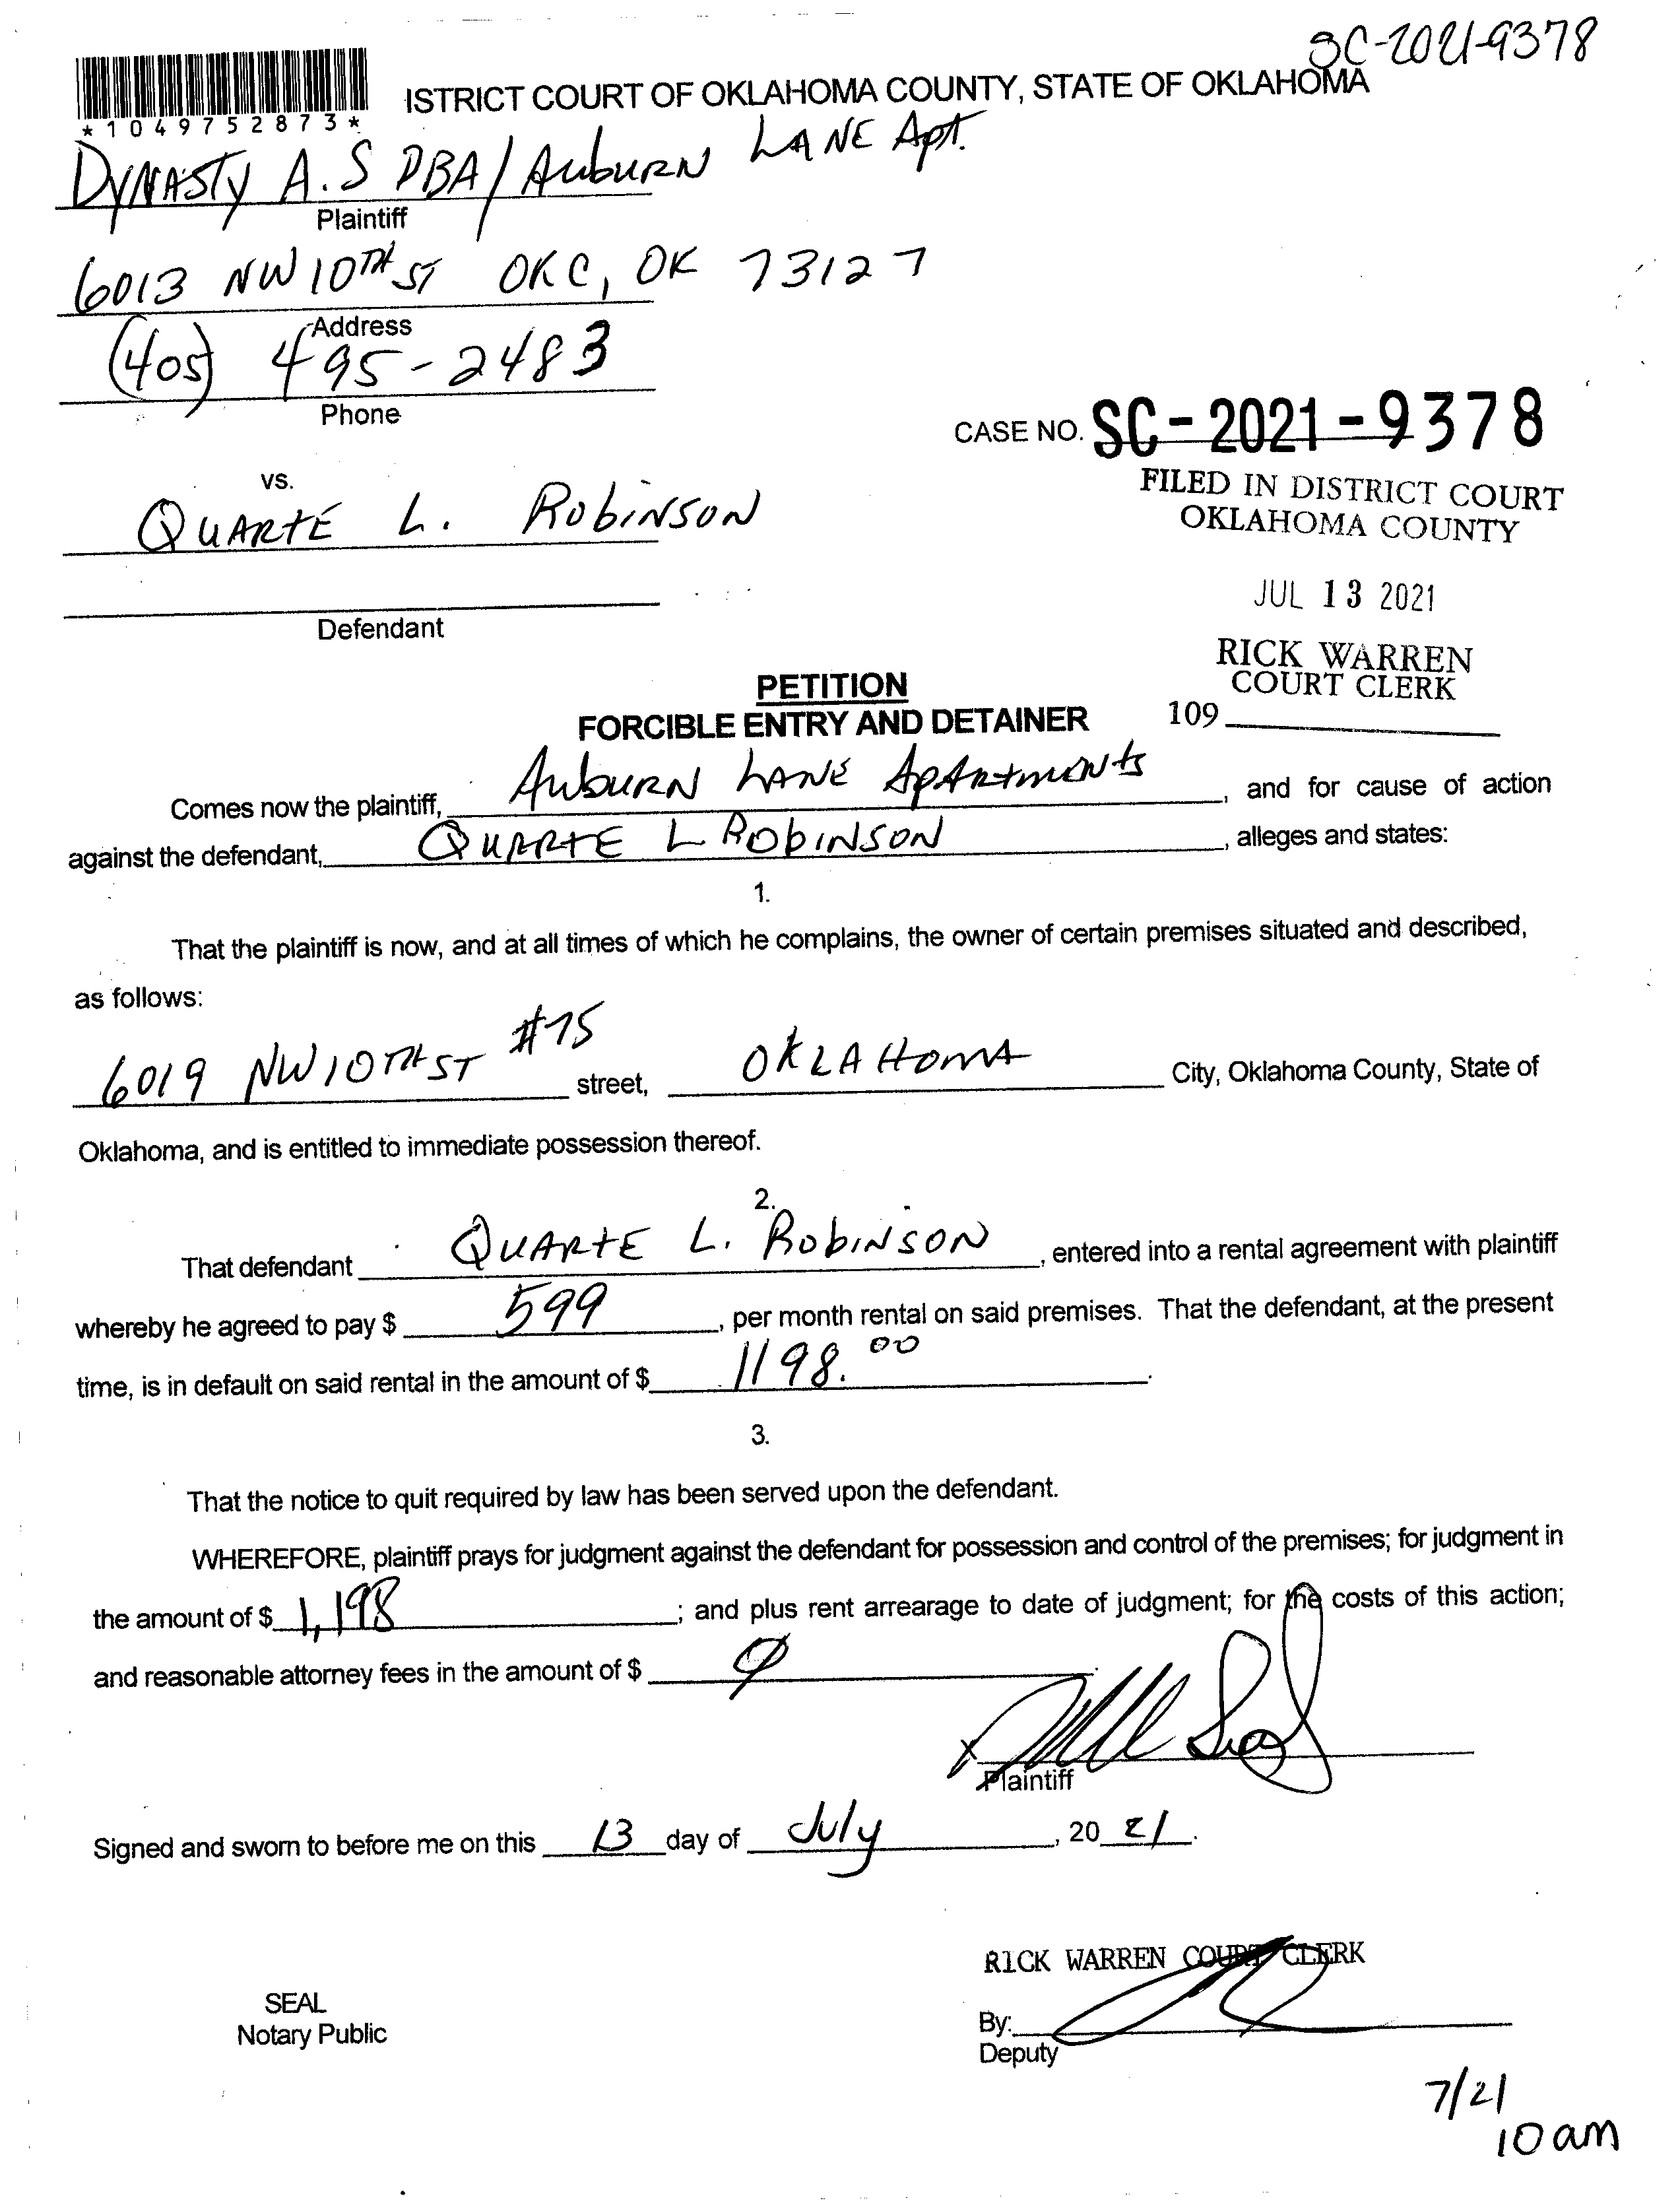 SC-2021-9378
ISTRICT COURT OF OKLAHOMA COUNTY, STATE OF OKLAHOMA
*1049752873*
DYNASTY A.S DBA/AubURN LANE Apt.
Plaintiff
6013 NW 10TH ST OKC, OK 73127
Address
(405) 495-2483
Phone
CASE NO. SC-2021-9378
FILED IN DISTRICT COURT
OKLAHOMA COUNTY
vs.
QUARTE L. RobiNSON
JUL 13 2021
Defendant
RICK WARREN
COURT CLERK
109
PETITION
FORCIBLE ENTRY AND DETAINER
Comes now the plaintiff, AubURN LANE ApARtmENts, and for cause of action
against the defendant, QUARTE L RObiNSON, alleges and states:
1.
That the plaintiff is now, and at all times of which he complains, the owner of certain premises situated and described,
as follows:
6019 NW 10TH ST #75 street, OKLAHOMA City, Oklahoma County, State of
Oklahoma, and is entitled to immediate possession thereof.
2.
That defendant QUARTE L. RobiNSON, entered into a rental agreement with plaintiff
whereby he agreed to pay $ 599, per month rental on said premises. That the defendant, at the present
time, is in default on said rental in the amount of $ 1198.00.
3.
That the notice to quit required by law has been served upon the defendant.
WHEREFORE, plaintiff prays for judgment against the defendant for possession and control of the premises; for judgment in
the amount of $ 1,198; and plus rent arrearage to date of judgment; for the costs of this action;
and reasonable attorney fees in the amount of $
X
Plaintiff
Signed and sworn to before me on this 13 day of July, 20 21.
RICK WARREN COURT CLERK
SEAL
Notary Public
By:
Deputy
7/21
10 am